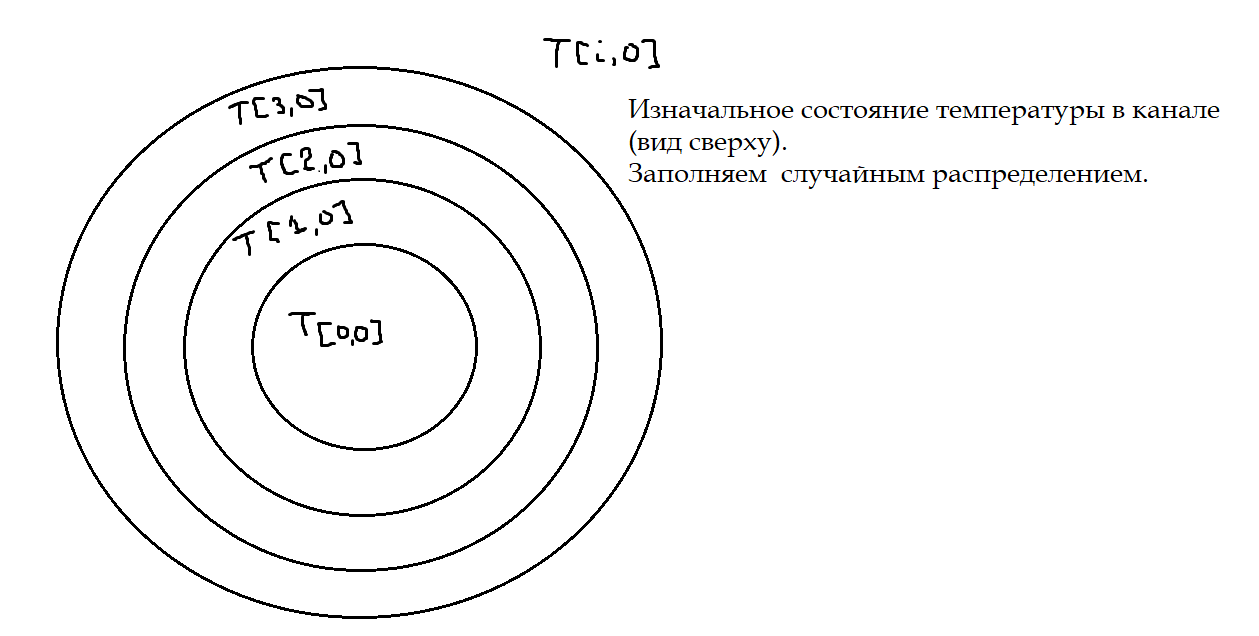 T[i,0]
T[3,0]
Изначальное состояние температуры в канале
(вид сверху).
Заполняем случайным распределением.
T[2,0]
T[1,0]
T[0,0]